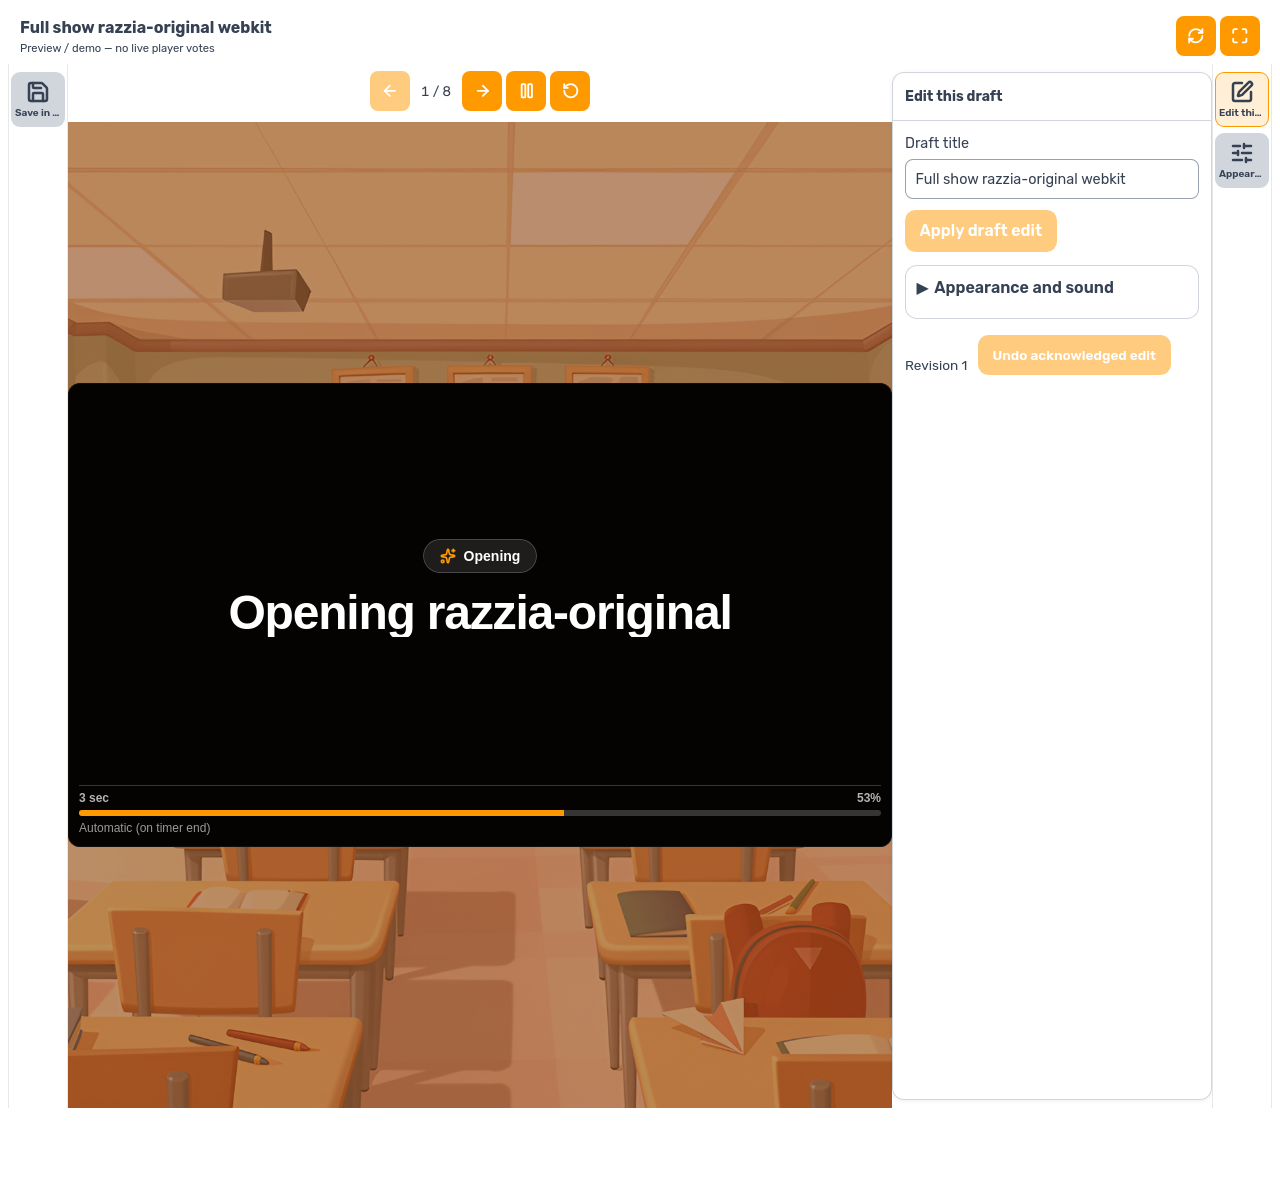 Full show razzia-original webkit
Preview / demo — no live player votes
Save in ...
1 / 8
Edit this draft
Draft title
Full show razzia-original webkit
Apply draft edit
▶ Appearance and sound
Revision 1
Undo acknowledged edit
Edit thi...
Appear...
Opening
Opening razzia-original
3 sec
53%
Automatic (on timer end)